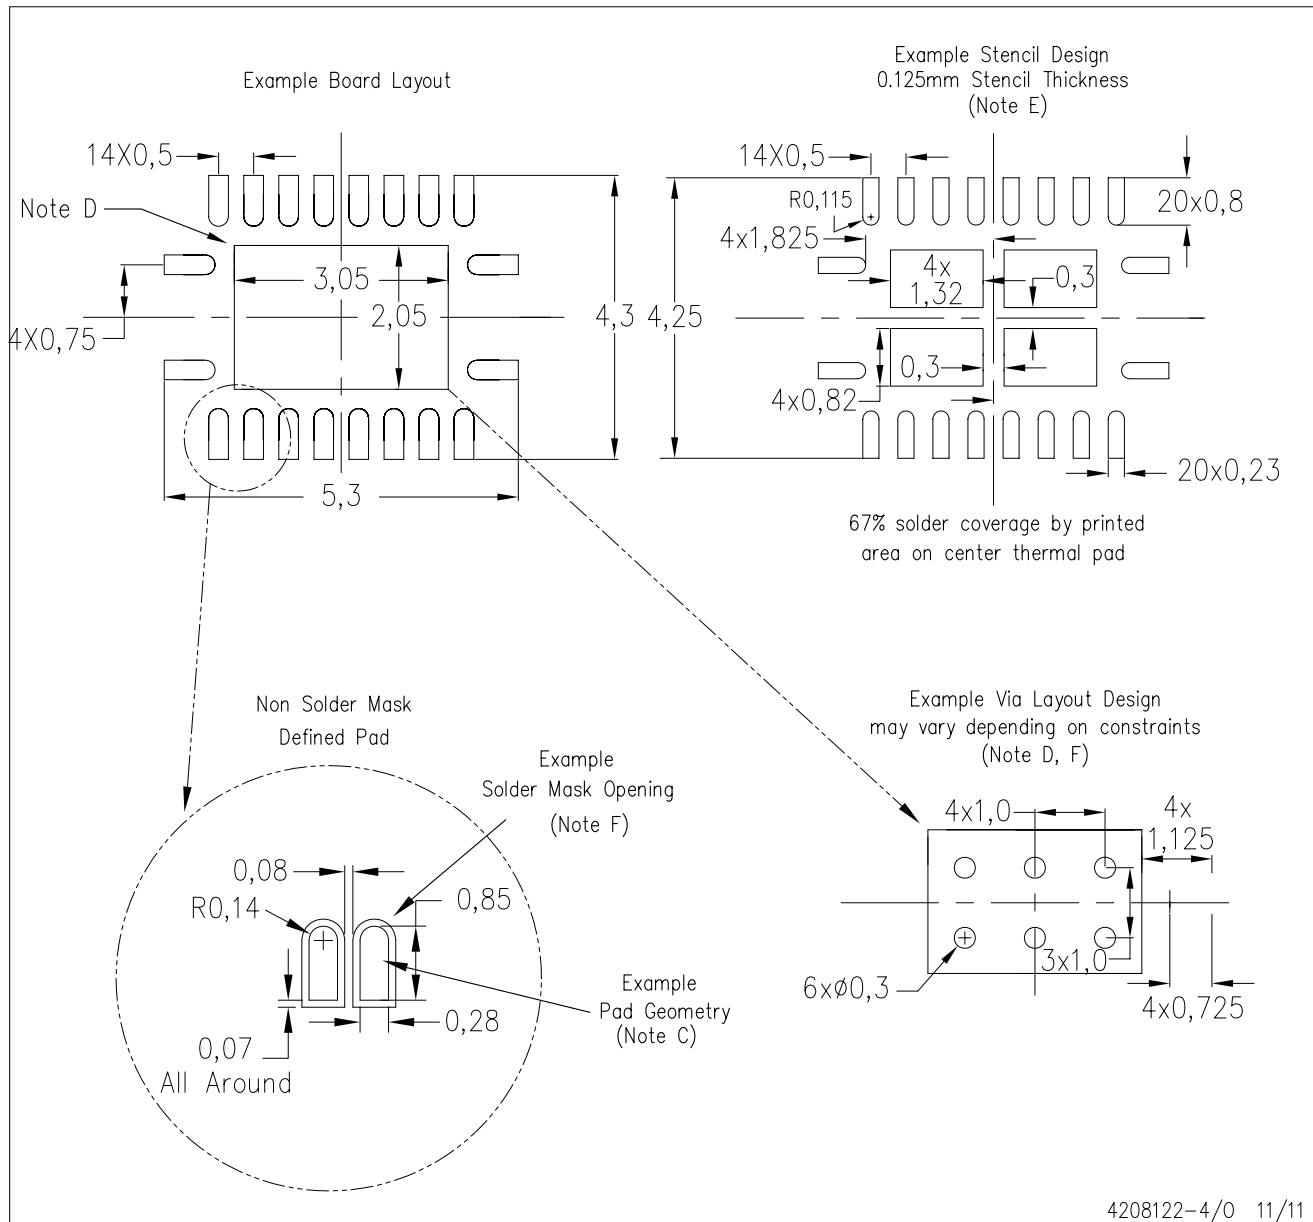 Example Board Layout
14X0,5
Note D
3,05
2,05
4,3
4X0,75
5,3
Example Stencil Design
0.125mm Stencil Thickness
(Note E)
14X0,5
R0,115
20x0,8
4x1,825
4x
1,32
0,3
4,25
0,3
4x0,82
20x0,23
67% solder coverage by printed
area on center thermal pad
Non Solder Mask
Defined Pad
Example
Solder Mask Opening
(Note F)
0,08
R0,14
0,85
Example
Pad Geometry
(Note C)
0,28
0,07
All Around
Example Via Layout Design
may vary depending on constraints
(Note D, F)
4x1,0
4x
1,125
3x1,0
6xø0,3
4x0,725
4208122-4/O 11/11